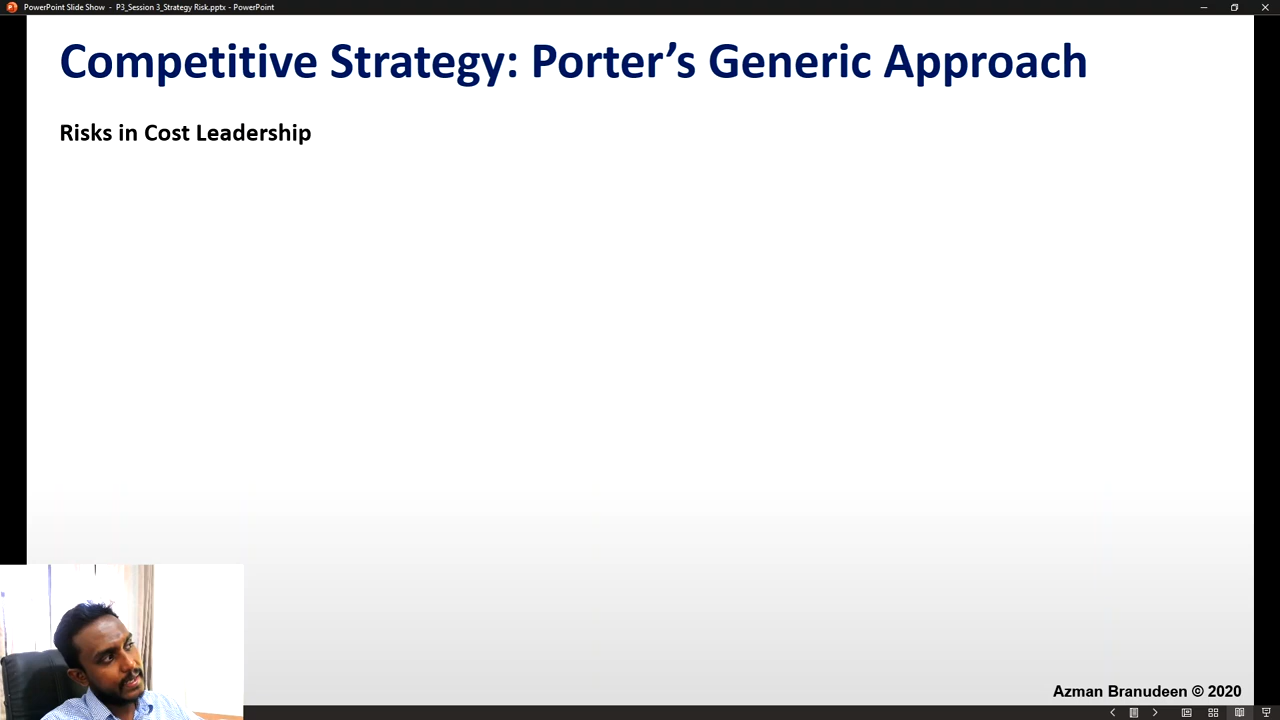 PowerPoint Slide Show - P3_Session 3_Strategy Risk.pptx - PowerPoint
Competitive Strategy: Porter’s Generic Approach
Risks in Cost Leadership
Azman Branudeen © 2020